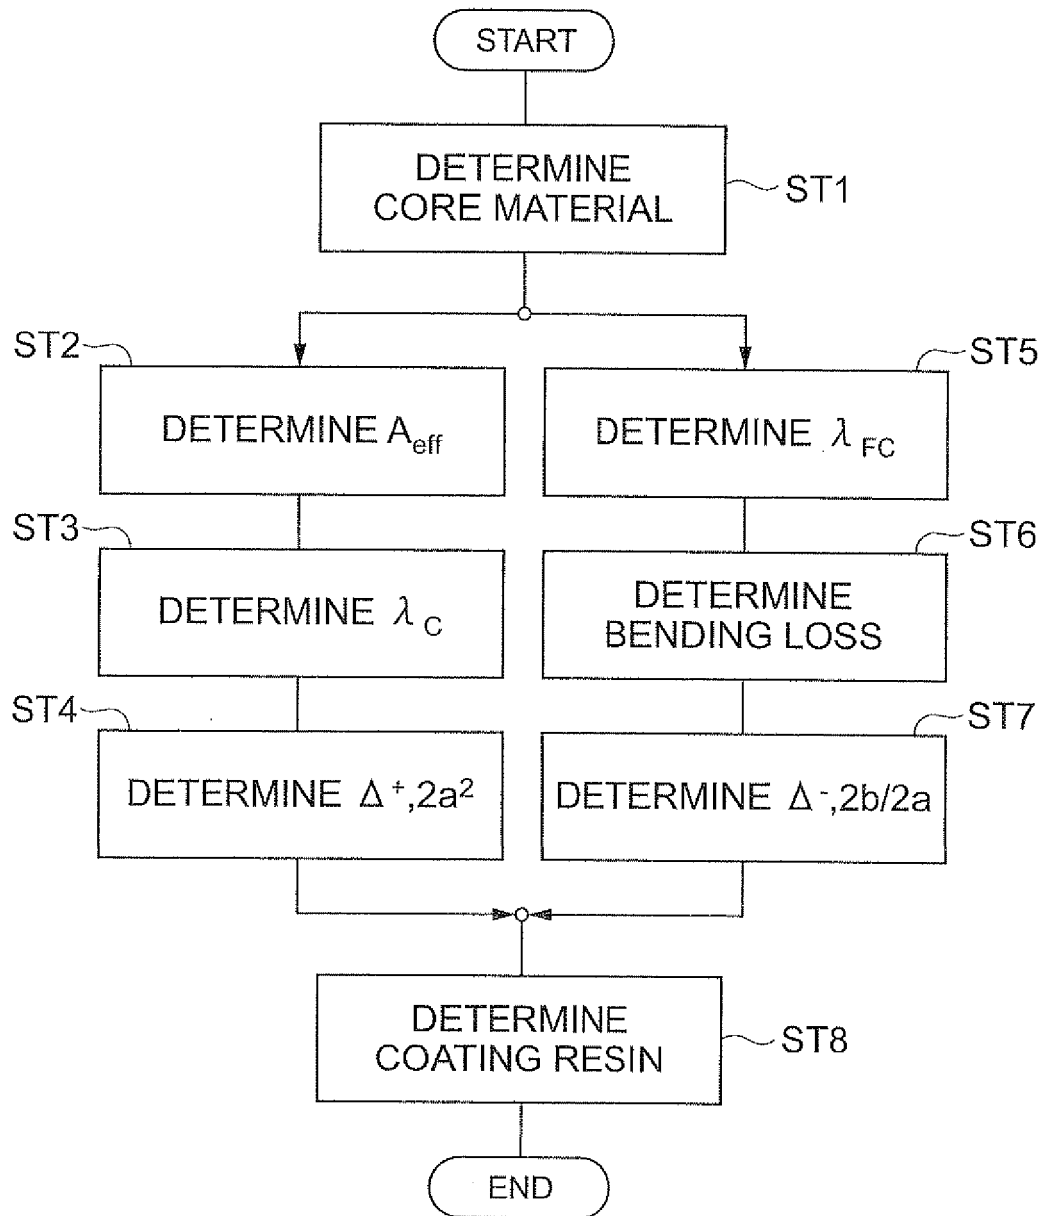 START
DETERMINE
CORE MATERIAL
ST1
ST2
DETERMINE Aeff
ST3
DETERMINE λC
ST4
DETERMINE Δ⁺,2a²
ST5
DETERMINE λFC
ST6
DETERMINE
BENDING LOSS
ST7
DETERMINE Δ⁻,2b/2a
DETERMINE
COATING RESIN
ST8
END